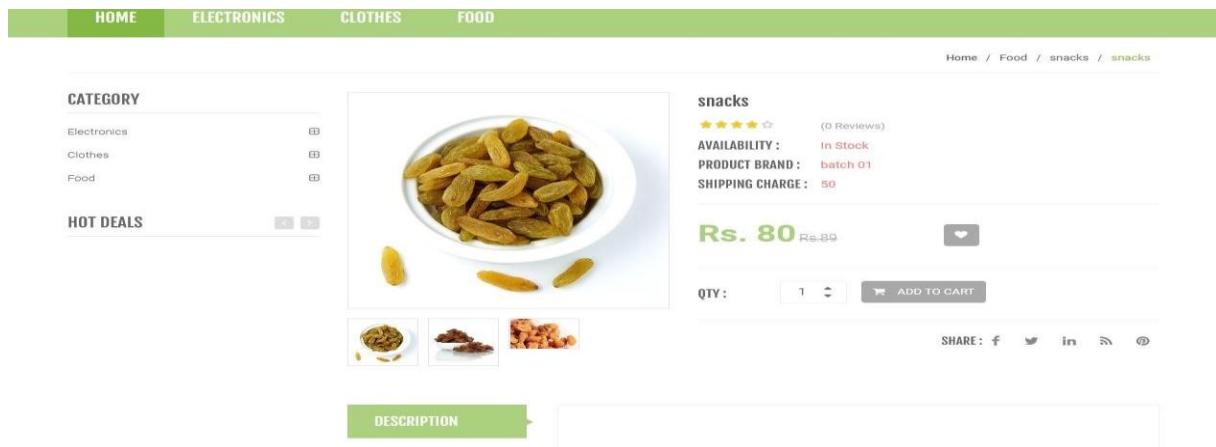 HOME ELECTRONICS CLOTHES FOOD
Home / Food / snacks / snacks
CATEGORY
Electronics
Clothes
Food
HOT DEALS
snacks
(0 Reviews)
AVAILABILITY : In Stock
PRODUCT BRAND : batch 01
SHIPPING CHARGE : 50
Rs. 80 Rs.89
QTY : 1 ADD TO CART
SHARE :
DESCRIPTION